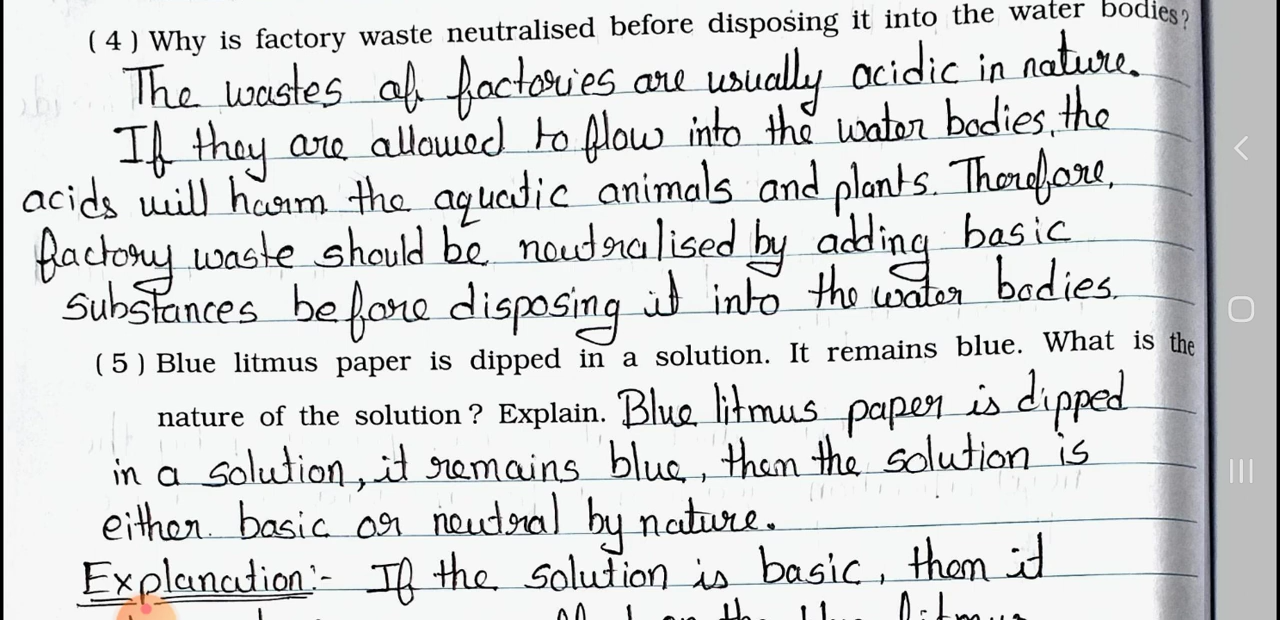 ( 4 ) Why is factory waste neutralised before disposing it into the water bodies?
The wastes of factories are usually acidic in nature.
If they are allowed to flow into the water bodies, the
acids will harm the aquatic animals and plants. Therefore,
factory waste should be neutralised by adding basic
substances before disposing it into the water bodies.
( 5 ) Blue litmus paper is dipped in a solution. It remains blue. What is the
nature of the solution ? Explain. Blue litmus paper is dipped
in a solution, it remains blue, then the solution is
either basic or neutral by nature.
Explanation:- If the solution is basic, then it
the blue litmus